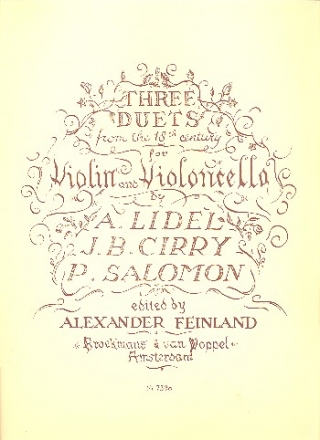 THREE
DUETS
from the 18th century
for
Violin and Violoncello
by
A. LIDEL
J.B. CIRRY
P. SALOMON
edited by
ALEXANDER FEINLAND
Broekmans & van Poppel
Amsterdam